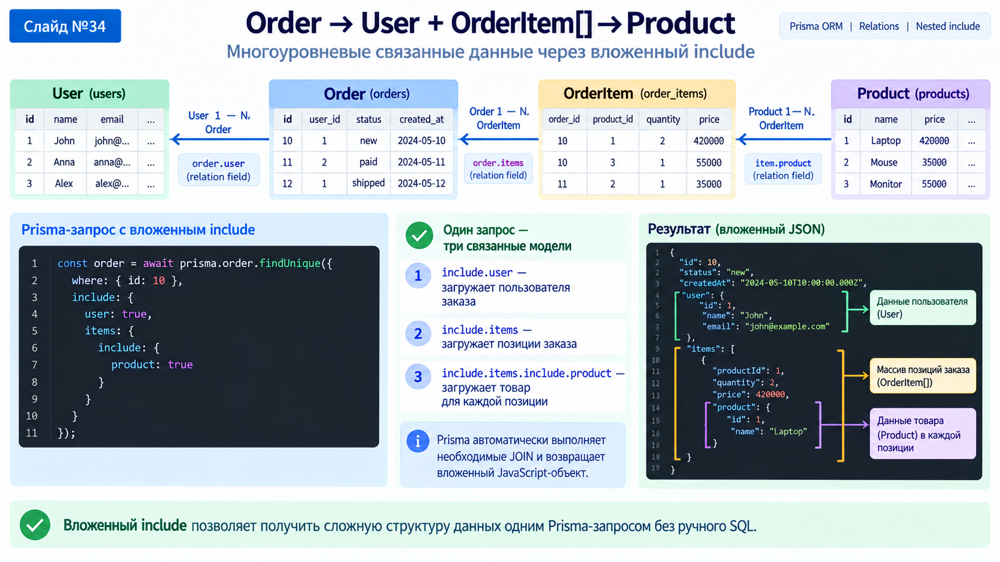 Слайд №34
Order → User + OrderItem[] → Product
Многоуровневые связанные данные через вложенный include
Prisma ORM | Relations | Nested include
User (users)
id name email ...
1 John john@... ...
2 Anna anna@... ...
3 Alex alex@... ...
User 1 — N.
Order
order.user
(relation field)
Order (orders)
id user_id status created_at
10 1 new 2024-05-10
11 2 paid 2024-05-11
12 1 shipped 2024-05-12
Order 1 — N.
OrderItem
order.items
(relation field)
OrderItem (order_items)
order_id product_id quantity price
10 1 2 420000
10 3 1 55000
11 2 1 35000
Product 1 — N.
OrderItem
item.product
(relation field)
Product (products)
id name price ...
1 Laptop 420000 ...
2 Mouse 35000 ...
3 Monitor 55000 ...
Prisma-запрос с вложенным include
1 const order = await prisma.order.findUnique({
2 where: { id: 10 },
3 include: {
4 user: true,
5 items: {
6 include: {
7 product: true
8 }
9 }
10 }
11 });
Один запрос —
три связанные модели
1 include.user —
загружает пользователя
заказа
2 include.items —
загружает позиции заказа
3 include.items.include.product —
загружает товар
для каждой позиции
i Prisma автоматически выполняет
необходимые JOIN и возвращает
вложенный JavaScript-объект.
Результат (вложенный JSON)
1 {
2 "id": 10,
2 "status": "new",
3 "createdAt": "2024-05-10T10:00:00.000Z",
4 "user": {
5 "id": 1,
6 "name": "John",
3 "email": "john@example.com"
7 },
9 "items": [
10 {
11 "productId": 1,
12 "quantity": 2,
13 "price": 420000,
14 "product": {
15 "id": 1,
16 "name": "Laptop"
18 }
19 }
19 }
Данные пользователя
(User)
Массив позиций заказа
(OrderItem[])
Данные товара
(Product) в каждой
позиции
Вложенный include позволяет получить сложную структуру данных одним Prisma-запросом без ручного SQL.